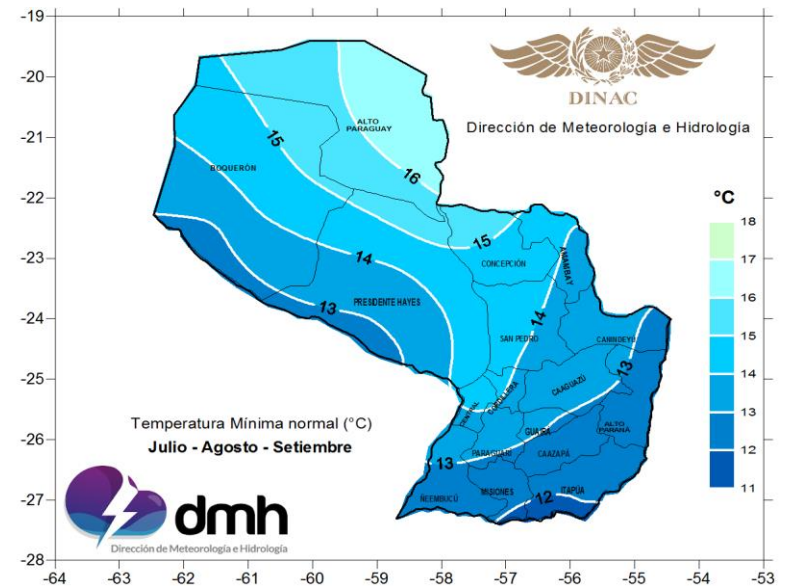 -19
-20
-21
-22
-23
-24
-25
-26
-27
-28
-64 -63 -62 -61 -60 -59 -58 -57 -56 -55 -54 -53
DINAC
Dirección de Meteorología e Hidrología
°C
18
17
16
15
14
13
12
11
ALTO
PARAGUAY
BOQUERÓN
15
16
15
CONCEPCIÓN
AMAMBAY
14
PRESIDENTE HAYES
13
14
SAN PEDRO
CANINDEYÚ
13
CORDILLERA
CAAGUAZÚ
CENTRAL
GUAIRA
ALTO
PARANÁ
13
PARAGUARI
CAAZAPÁ
ÑEEMBUCÚ
MISIONES
12
ITAPÚA
Temperatura Mínima normal (°C)
Julio - Agosto - Setiembre
dmh
Dirección de Meteorología e Hidrología